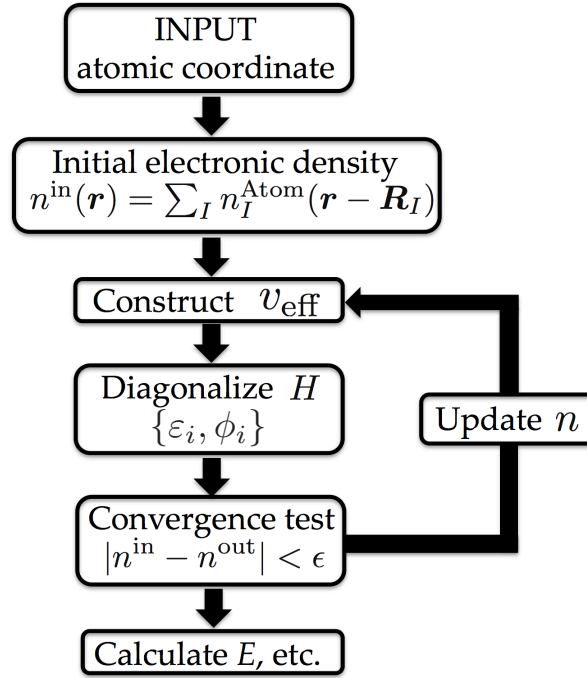 INPUT
atomic coordinate
Initial electronic density
n^in(r) = ∑_I n_I^Atom(r − R_I)
Construct v_eff
Diagonalize H
{ε_i, ϕ_i}
Update n
Convergence test
|n^in − n^out| < ϵ
Calculate E, etc.